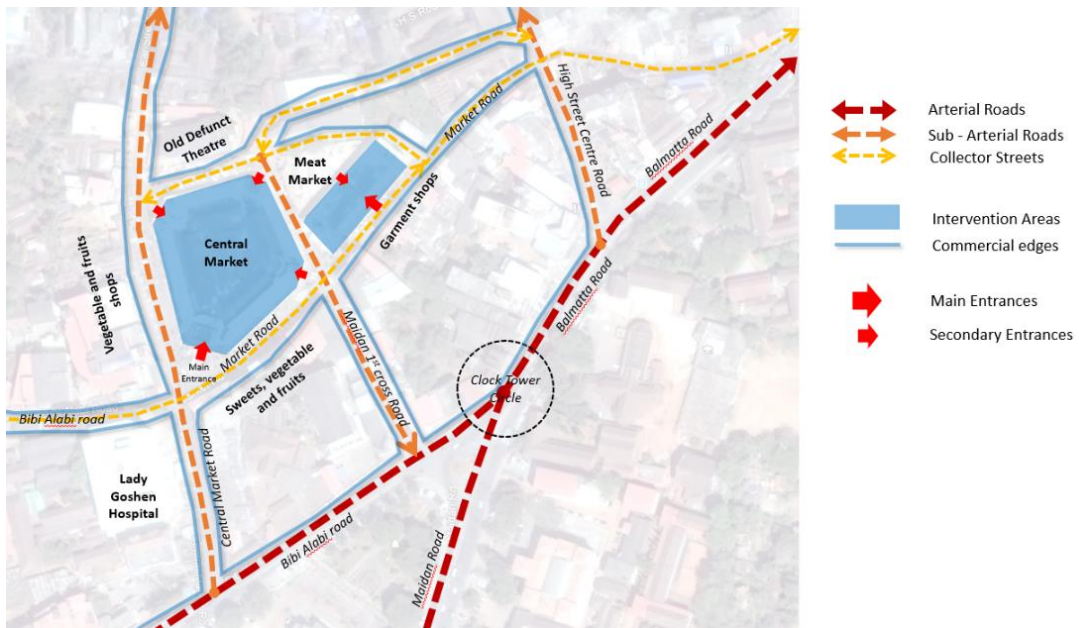 Old Defunct
Theatre
Meat
Market
Market Road
High Street Centre Road
Balmatta Road
Garment shops
Central
Market
Vegetable and fruits
shops
Market Road
Main
Entrance
Sweets, vegetable
and fruits
Maidan 1st cross Road
Balmatta Road
Clock Tower
Cycle
Bibi Alabi road
Lady
Goshen
Hospital
Central Market Road
Bibi Alabi road
Maidan Road
Arterial Roads
Sub - Arterial Roads
Collector Streets
Intervention Areas
Commercial edges
Main Entrances
Secondary Entrances